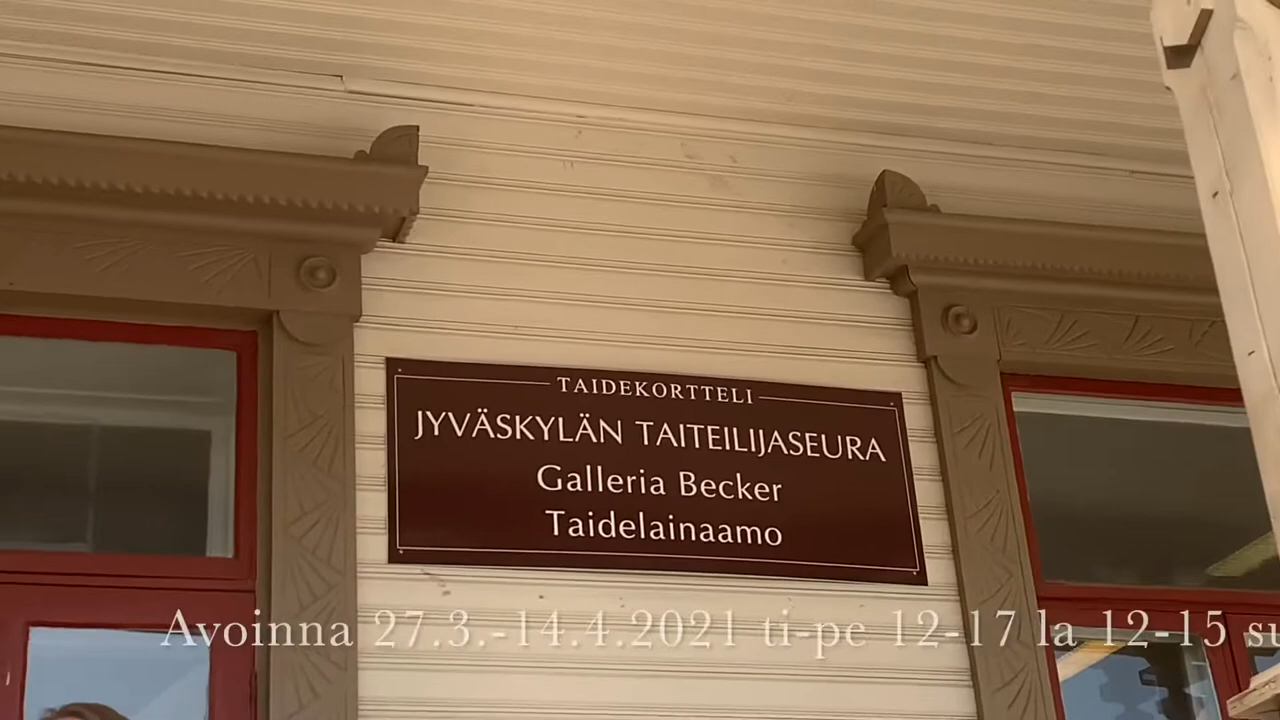 TAIDEKORTTELI
JYVÄSKYLÄN TAITEILIJASEURA
Galleria Becker
Taidelainaamo
Avoinna 27.3.-14.4.2021 ti-pe 12-17 la 12-15 su